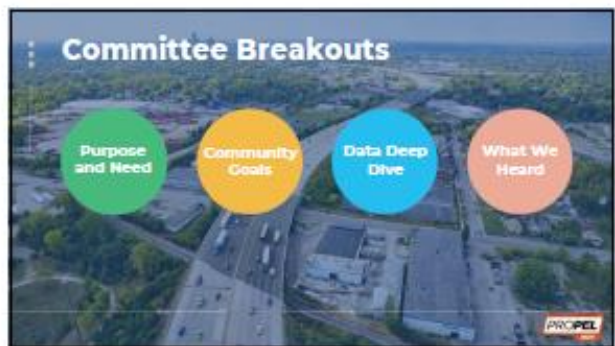 Committee Breakouts
Purpose
and Need
Community
Goals
Data Deep
Dive
What We
Heard
PROPEL